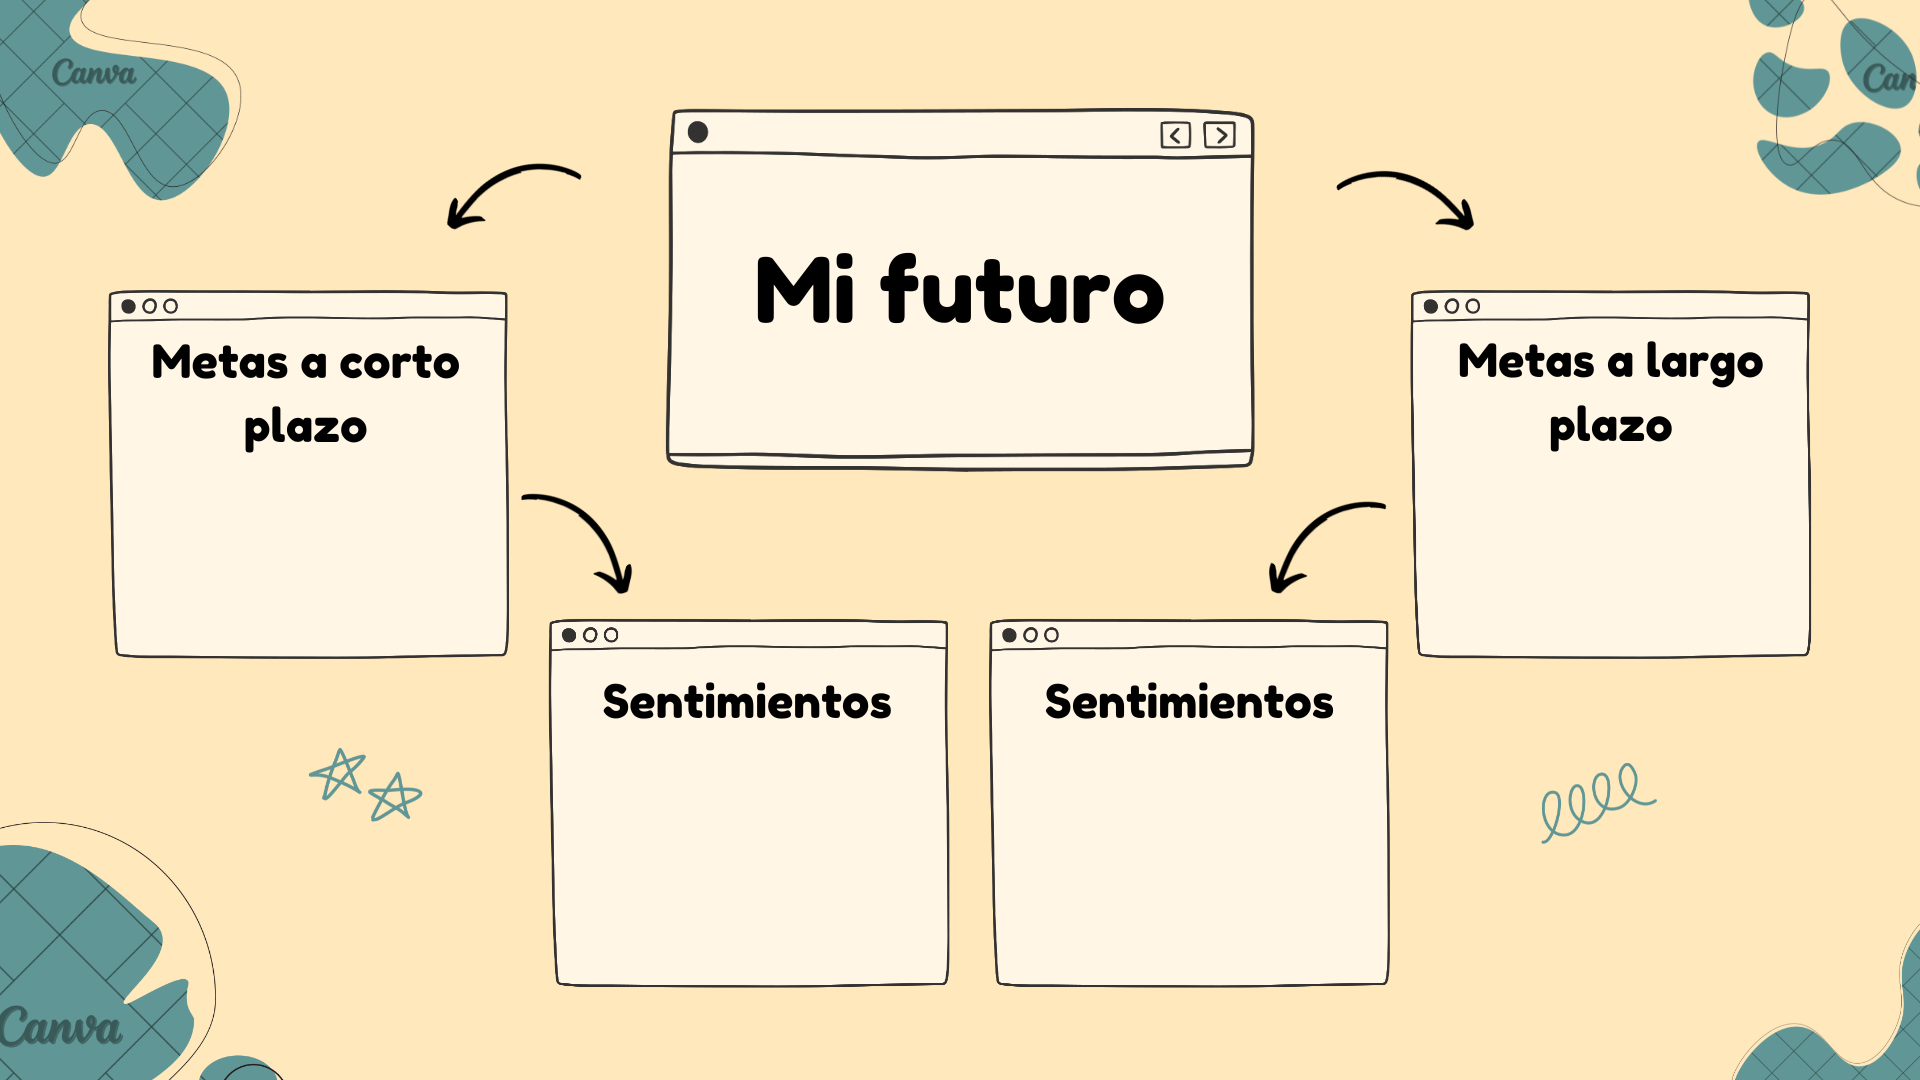 Canva
Can
Mi futuro
Metas a corto
plazo
Metas a largo
plazo
Sentimientos
Sentimientos
Canva